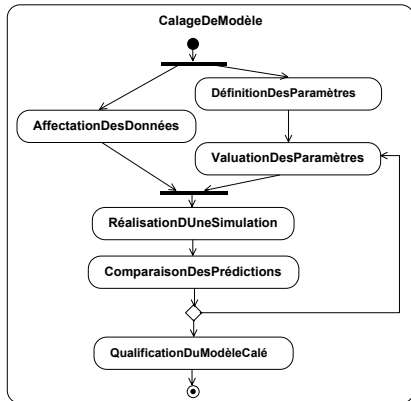 CalageDeModèle
DéfinitionDesParamètres
AffectationDesDonnées
ValuationDesParamètres
RéalisationDUneSimulation
ComparaisonDesPrédictions
QualificationDuModèleCalé